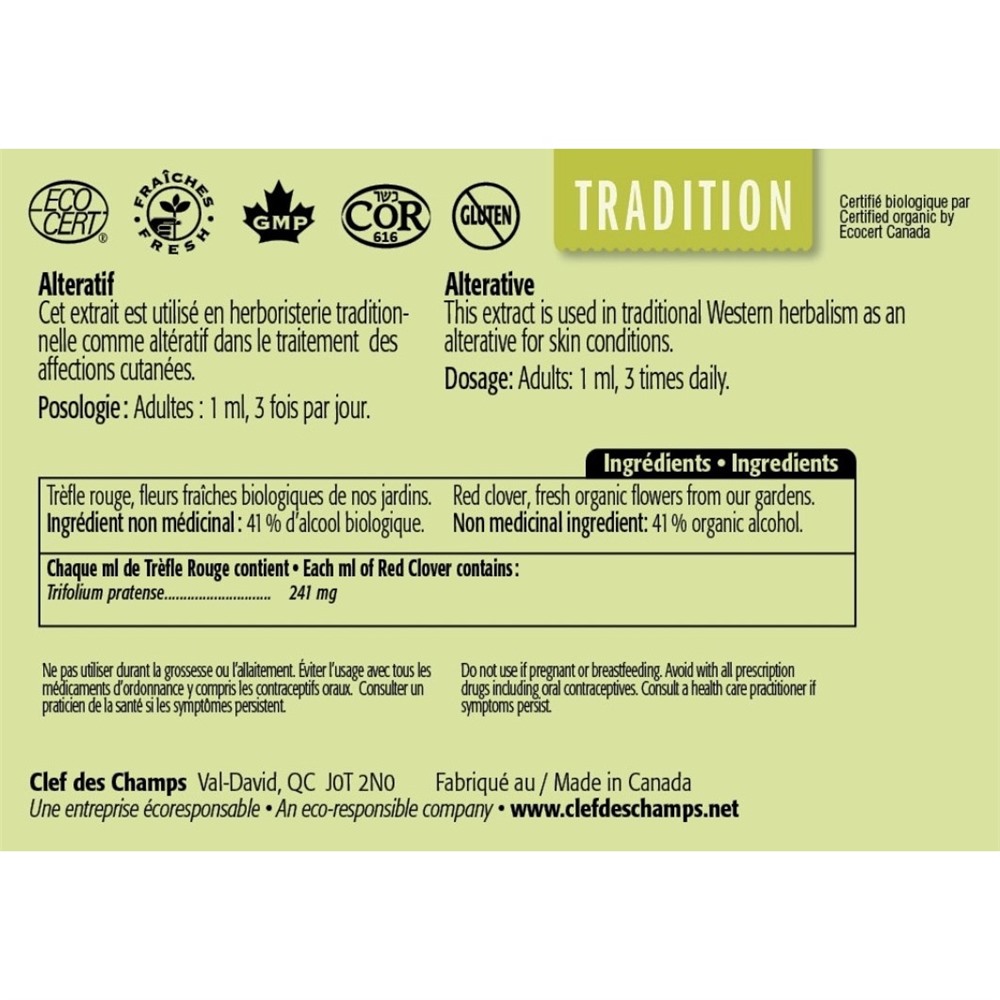 ECO
CERT
®
FRAÎCHES
FRESH
GMP
כשר
COR
616
GLUTEN
TRADITION
Certifié biologique par
Certified organic by
Ecocert Canada
Alteratif
Cet extrait est utilisé en herboristerie tradition-
nelle comme altératif dans le traitement des
affections cutanées.
Posologie : Adultes : 1 ml, 3 fois par jour.
Alterative
This extract is used in traditional Western herbalism as an
alterative for skin conditions.
Dosage: Adults: 1 ml, 3 times daily.
Ingrédients • Ingredients
Trèfle rouge, fleurs fraîches biologiques de nos jardins.
Ingrédient non médicinal : 41 % d'alcool biologique.
Red clover, fresh organic flowers from our gardens.
Non medicinal ingredient: 41 % organic alcohol.
Chaque ml de Trèfle Rouge contient • Each ml of Red Clover contains :
Trifolium pratense............................ 241 mg
Ne pas utiliser durant la grossesse ou l'allaitement. Éviter l'usage avec tous les
médicaments d'ordonnance y compris les contraceptifs oraux. Consulter un
praticien de la santé si les symptômes persistent.
Do not use if pregnant or breastfeeding. Avoid with all prescription
drugs including oral contraceptives. Consult a health care practitioner if
symptoms persist.
Clef des Champs Val-David, QC J0T 2N0 Fabriqué au / Made in Canada
Une entreprise écoresponsable • An eco-responsible company • www.clefdeschamps.net